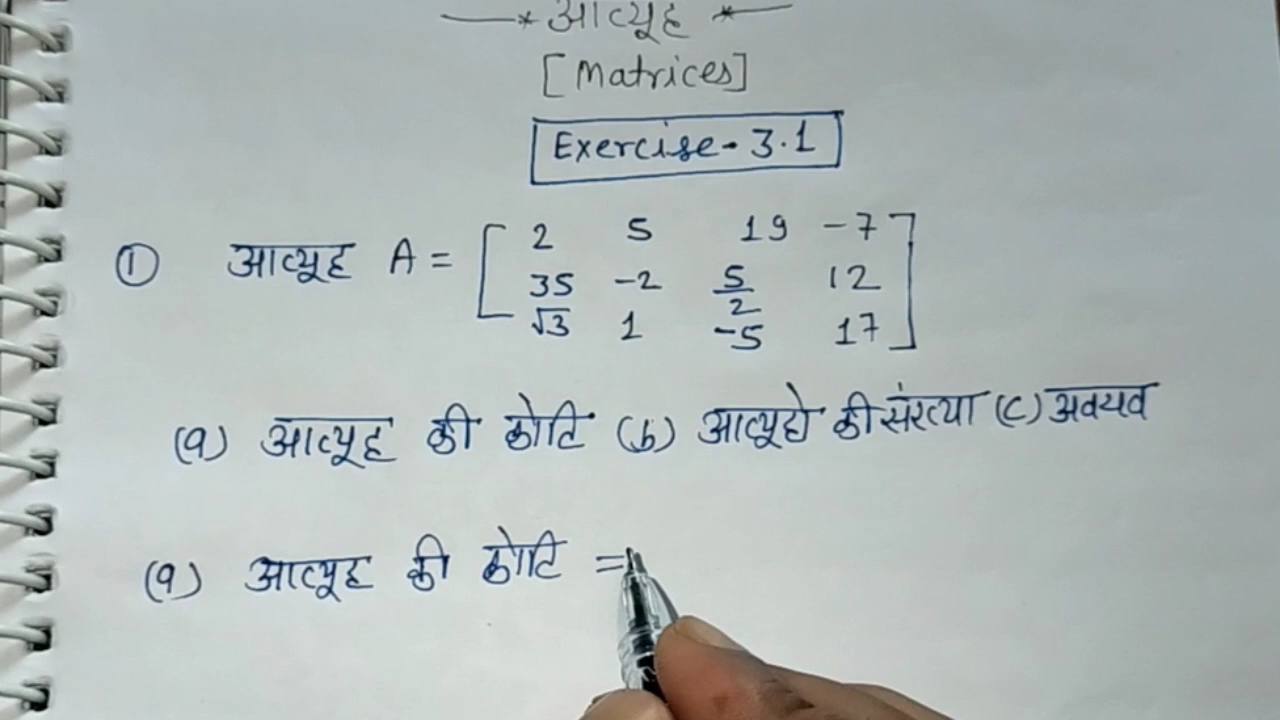 आव्यूह
[Matrices]
Exercise - 3.1
① आव्यूह A = [ 2 5 19 -7
35 -2 5/2 12
√3 1 -5 17 ]
(a) आव्यूह की कोटि (b) आव्यूहो की संख्या (c) अवयव
(a) आव्यूह की कोटि =